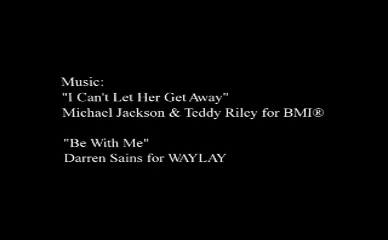 Music:
"I Can't Let Her Get Away"
Michael Jackson & Teddy Riley for BMI®
"Be With Me"
Darren Sains for WAYLAY